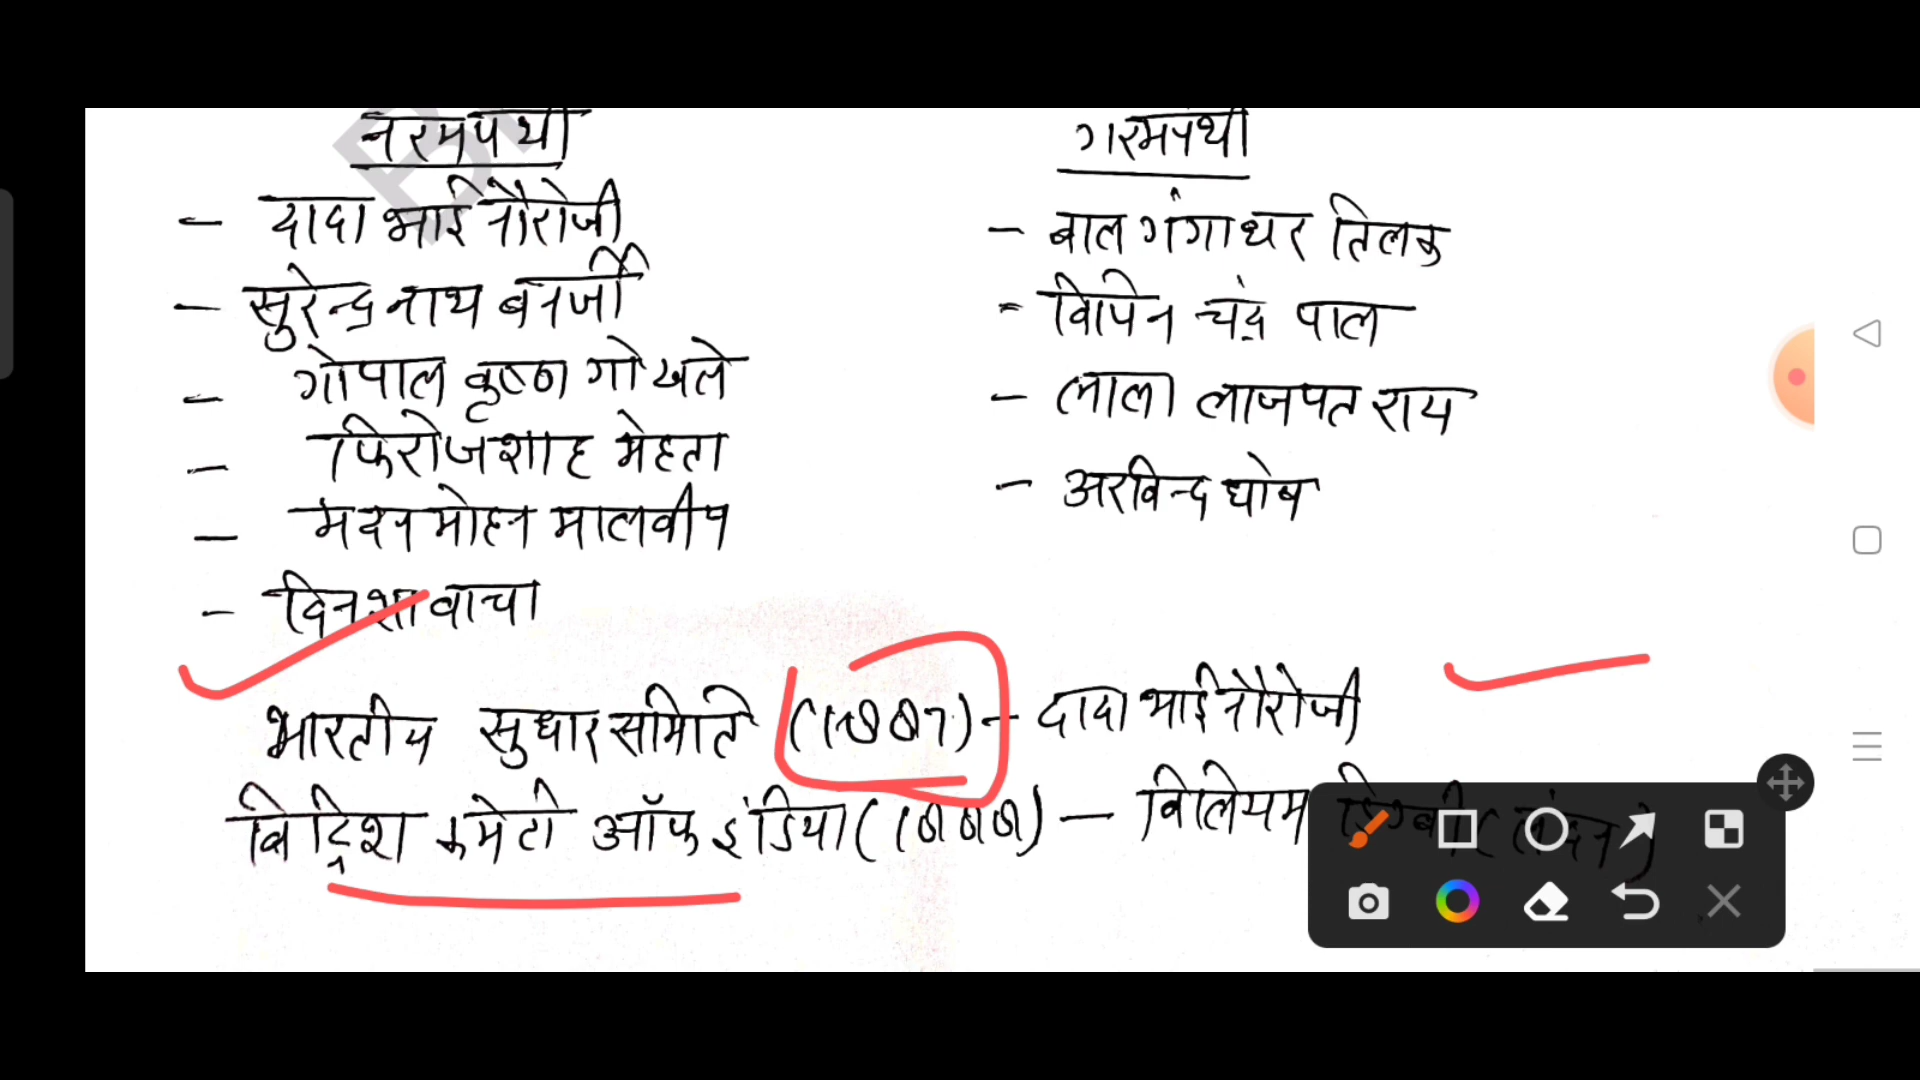 नरमपंथी
गरमपंथी
- दादा भाई नौरोजी
- बाल गंगाधर तिलक
- सुरेन्द्र नाथ बनर्जी
- विपिन चंद्र पाल
- गोपाल कृष्ण गोखले
- लाला लाजपत राय
- फिरोजशाह मेहता
- अरविन्द घोष
- मदन मोहन मालवीय
- दिनशा वाचा
भारतीय सुधार समिति (1887) - दादा भाई नौरोजी
ब्रिटिश कमेटी ऑफ इंडिया (1888) - विलियम डिग्बी (लंदन)